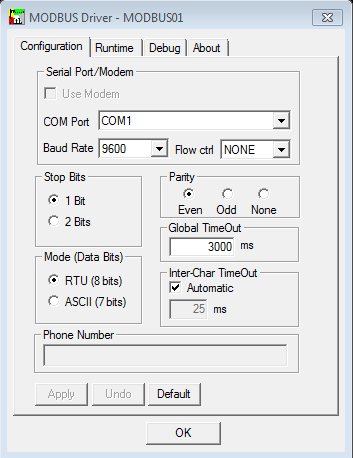 MODBUS Driver - MODBUS01
Configuration Runtime Debug About
Serial Port/Modem
Use Modem
COM Port COM1
Baud Rate 9600 Flow ctrl NONE
Stop Bits
1 Bit
2 Bits
Parity
Even Odd None
Global TimeOut
3000 ms
Mode (Data Bits)
RTU (8 bits)
ASCII (7 bits)
Inter-Char TimeOut
Automatic
25 ms
Phone Number
Apply Undo Default
OK